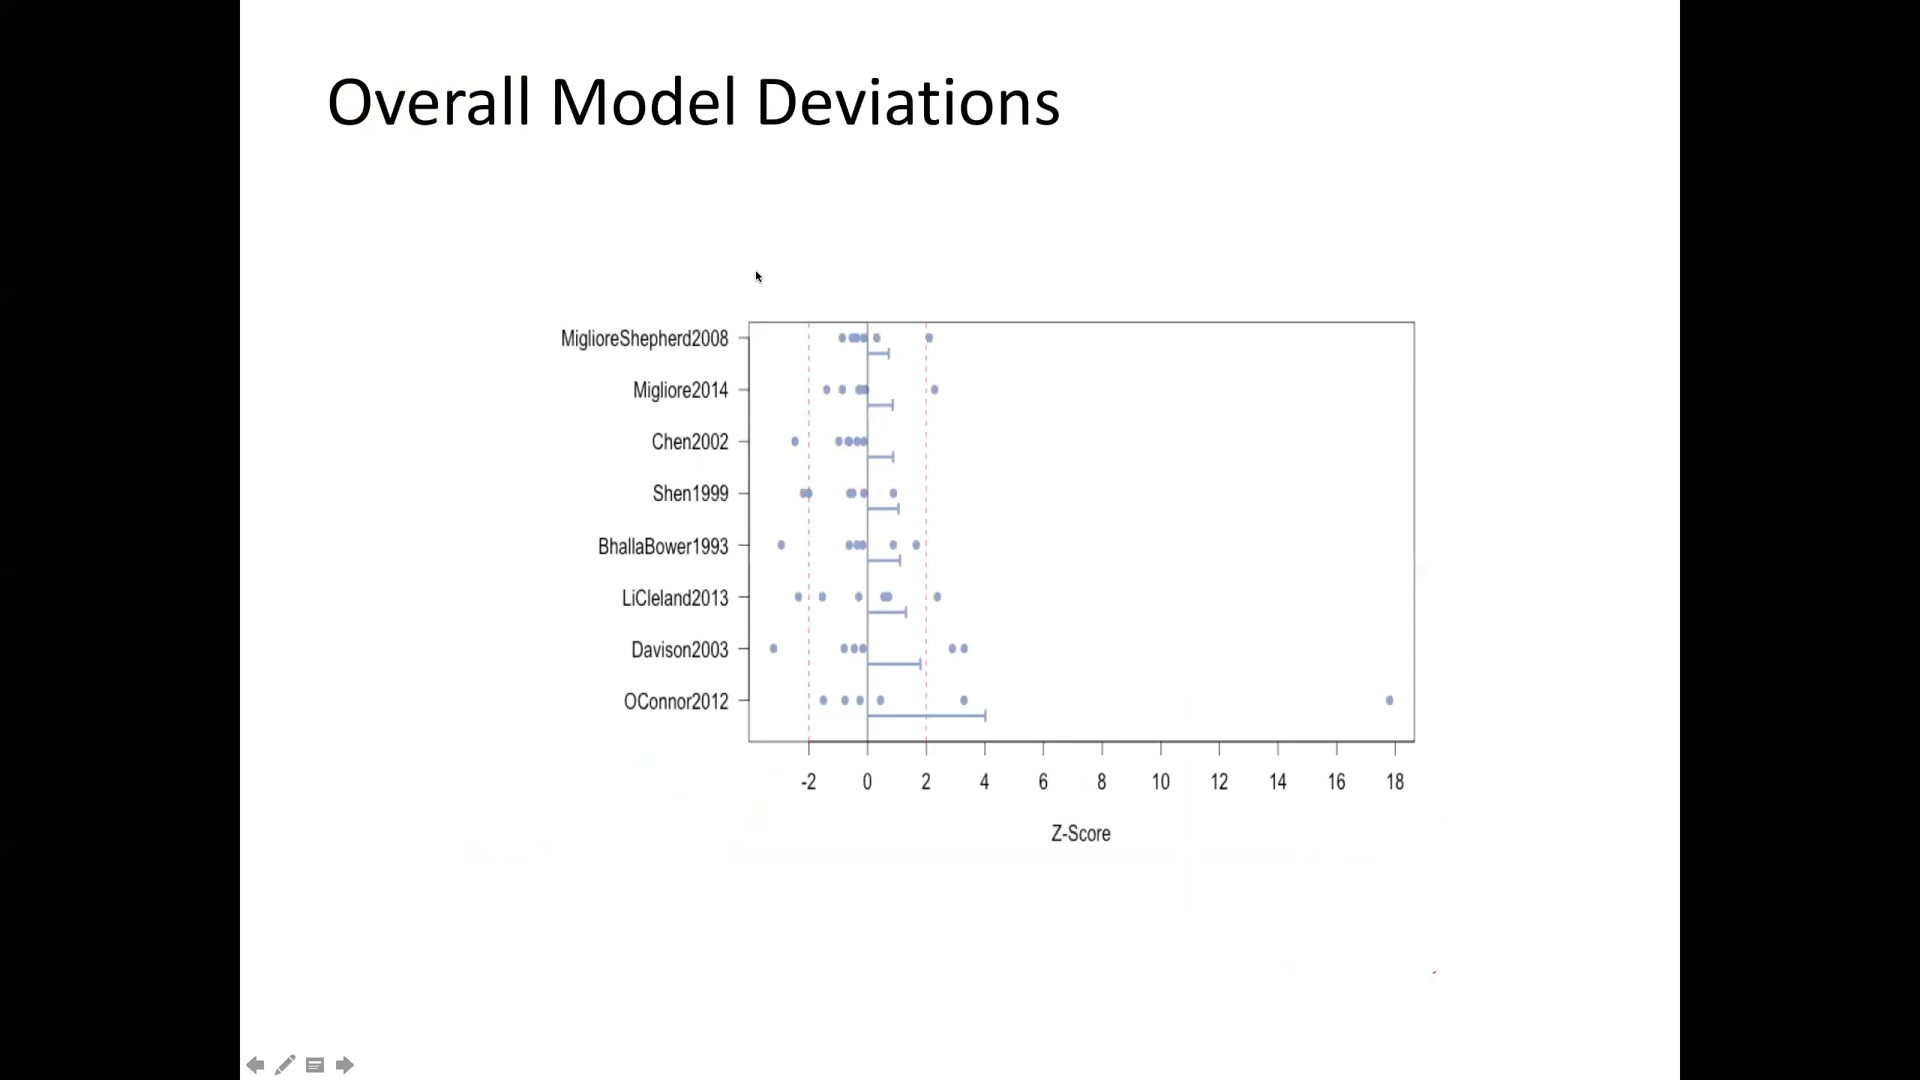 Overall Model Deviations
MiglioreShepherd2008
Migliore2014
Chen2002
Shen1999
BhallaBower1993
LiCleland2013
Davison2003
OConnor2012
-2 0 2 4 6 8 10 12 14 16 18
Z-Score